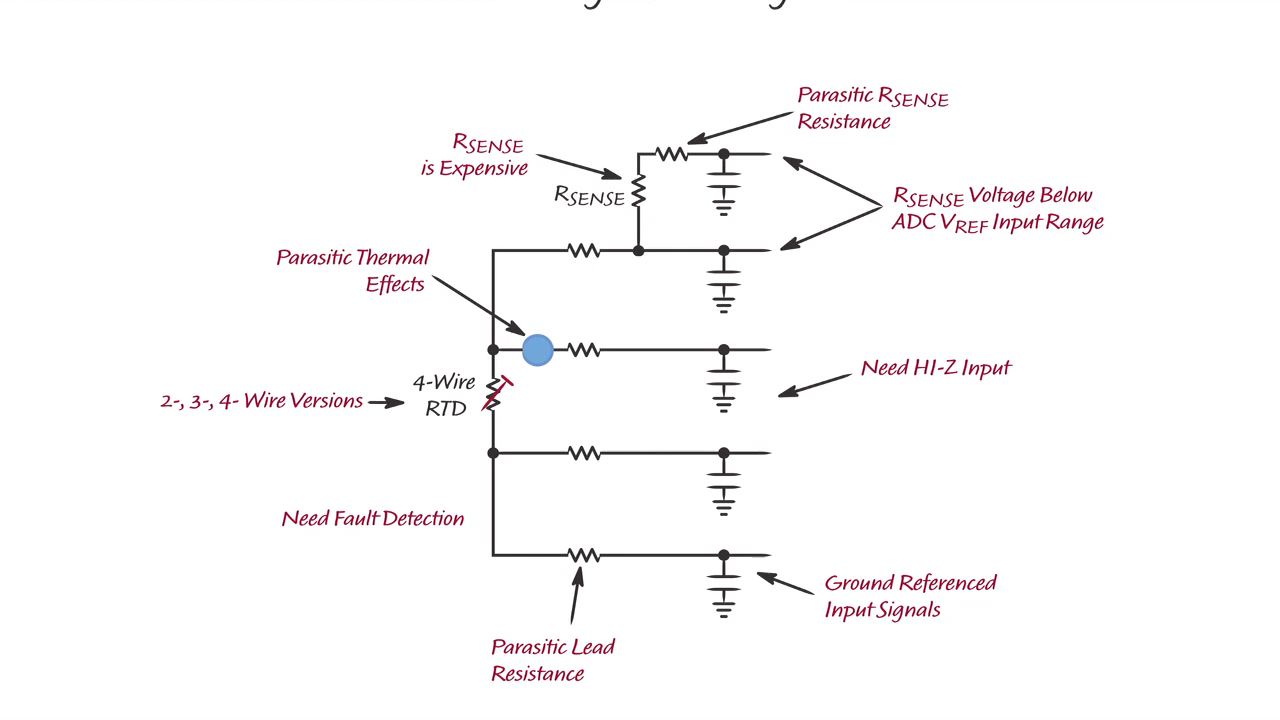 Parasitic RSENSE
Resistance
RSENSE
is Expensive
RSENSE
RSENSE Voltage Below
ADC VREF Input Range
Parasitic Thermal
Effects
Need HI-Z Input
4-Wire
RTD
2-, 3-, 4- Wire Versions
Need Fault Detection
Ground Referenced
Input Signals
Parasitic Lead
Resistance